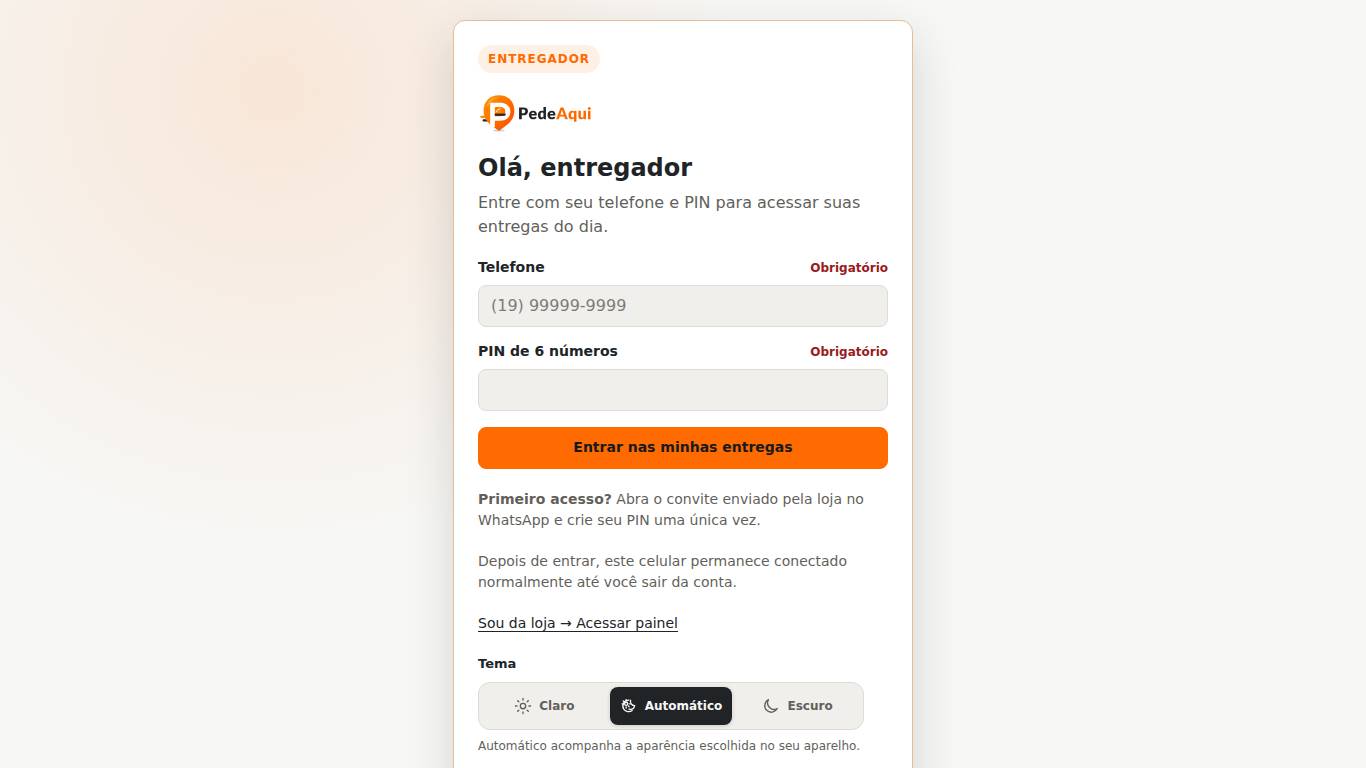 ENTREGADOR
PedeAqui
Olá, entregador
Entre com seu telefone e PIN para acessar suas
entregas do dia.
Telefone
Obrigatório
(19) 99999-9999
PIN de 6 números
Obrigatório
Entrar nas minhas entregas
Primeiro acesso? Abra o convite enviado pela loja no
WhatsApp e crie seu PIN uma única vez.
Depois de entrar, este celular permanece conectado
normalmente até você sair da conta.
Sou da loja → Acessar painel
Tema
Claro
Automático
Escuro
Automático acompanha a aparência escolhida no seu aparelho.